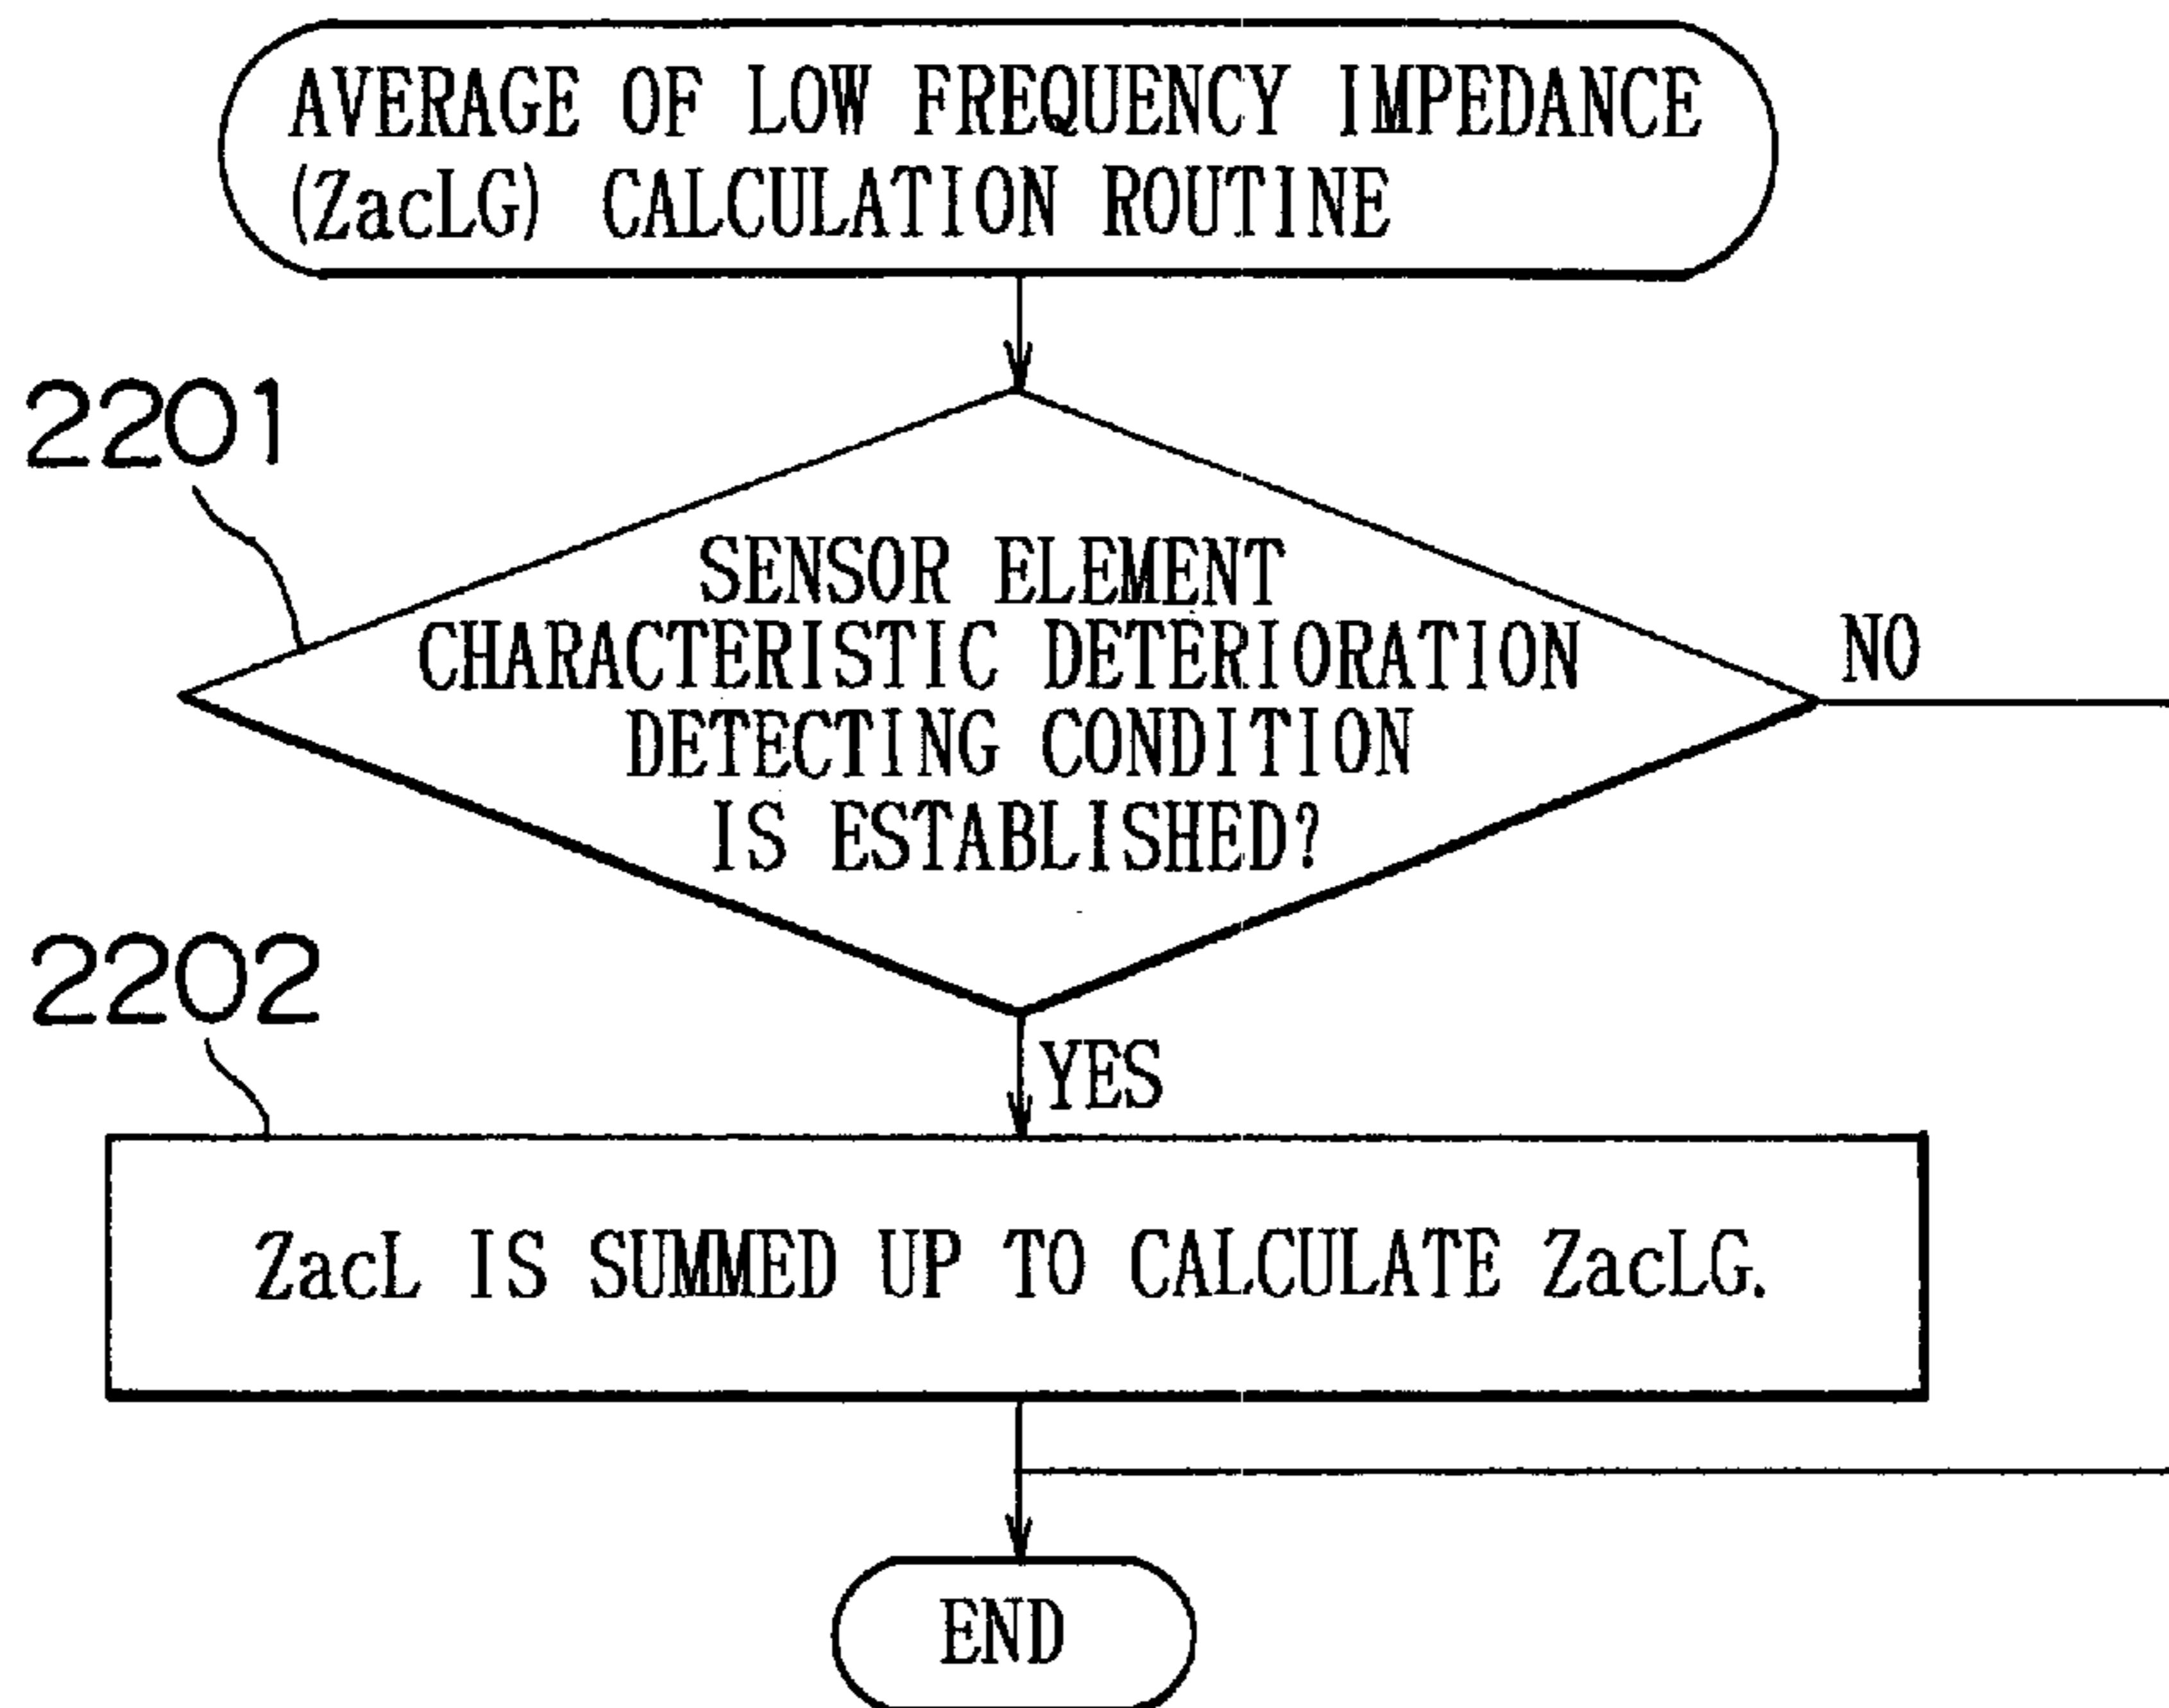 AVERAGE OF LOW FREQUENCY IMPEDANCE
(ZacLG) CALCULATION ROUTINE
2201
SENSOR ELEMENT
CHARACTERISTIC DETERIORATION
DETECTING CONDITION
IS ESTABLISHED?
NO
2202
YES
ZacL IS SUMMED UP TO CALCULATE ZacLG.
END